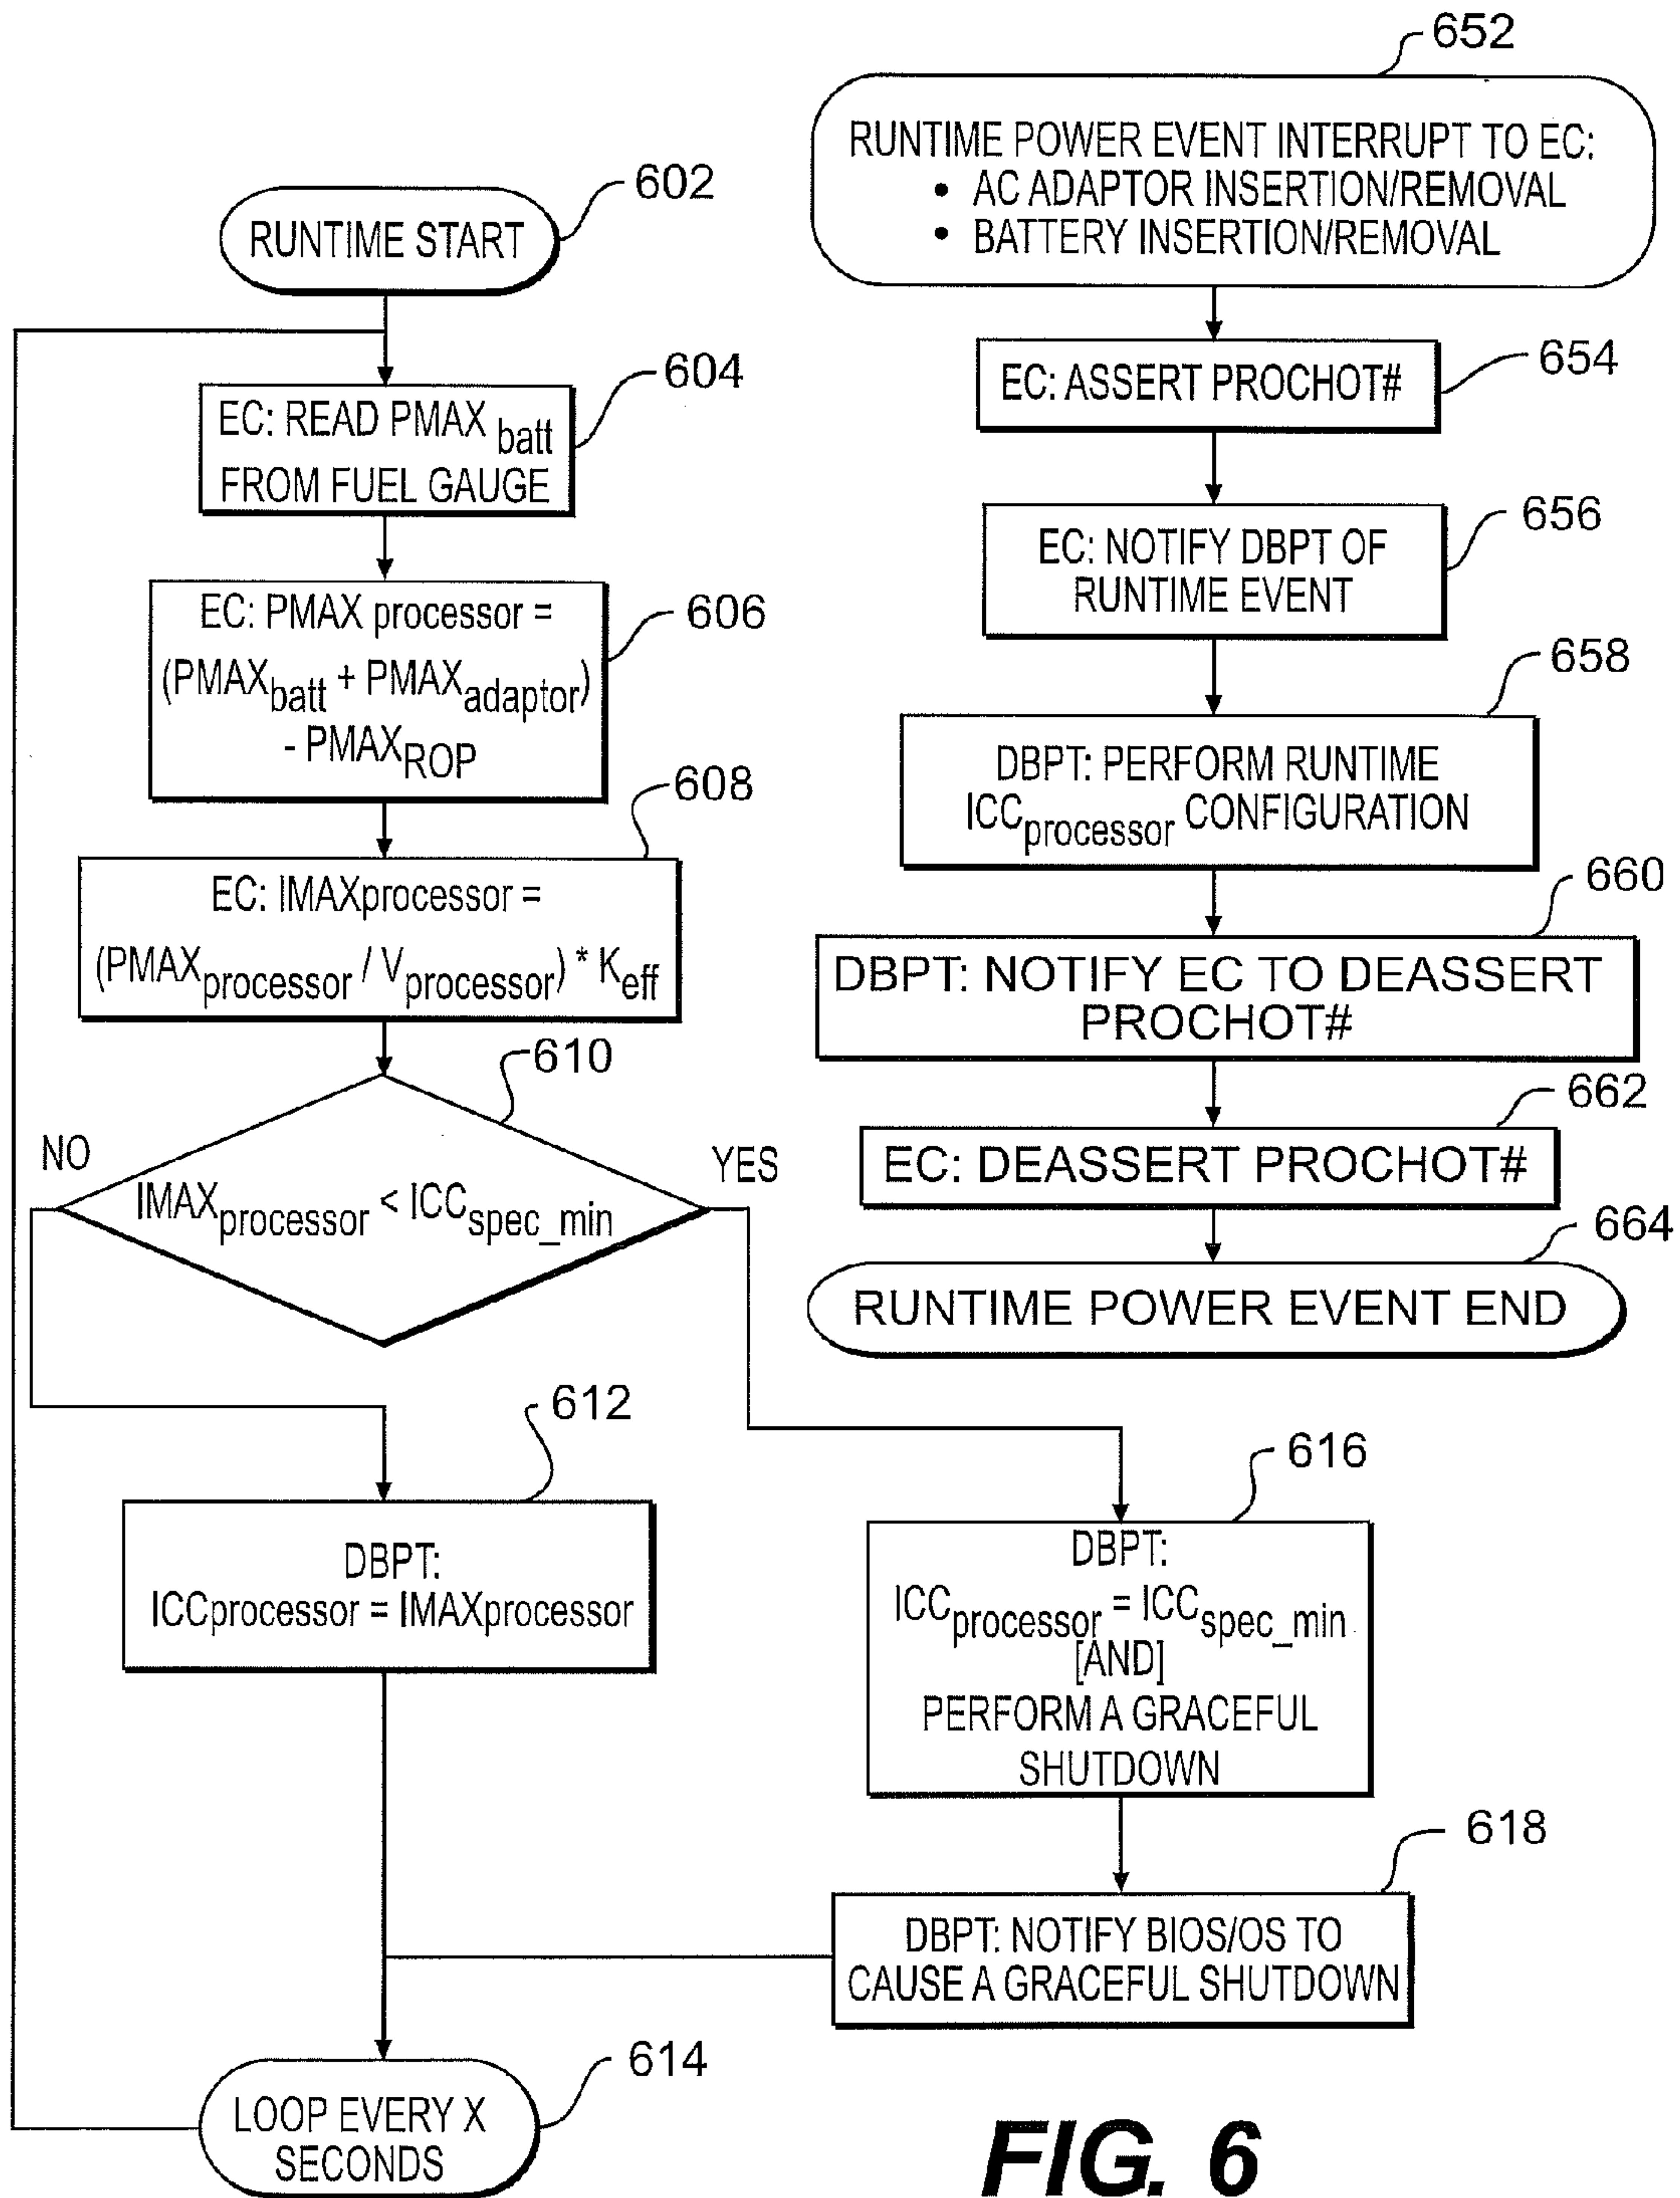 602
RUNTIME START
604
EC: READ PMAX batt
FROM FUEL GAUGE
606
EC: PMAX processor =
(PMAXbatt + PMAXadaptor)
- PMAXROP
608
EC: IMAXprocessor =
(PMAXprocessor / Vprocessor) * Keff
610
NO
YES
IMAXprocessor < ICCspec_min
612
DBPT:
ICCprocessor = IMAXprocessor
616
DBPT:
ICCprocessor = ICCspec_min
[AND]
PERFORM A GRACEFUL
SHUTDOWN
618
DBPT: NOTIFY BIOS/OS TO
CAUSE A GRACEFUL SHUTDOWN
614
LOOP EVERY X
SECONDS
652
RUNTIME POWER EVENT INTERRUPT TO EC:
• AC ADAPTOR INSERTION/REMOVAL
• BATTERY INSERTION/REMOVAL
654
EC: ASSERT PROCHOT#
656
EC: NOTIFY DBPT OF
RUNTIME EVENT
658
DBPT: PERFORM RUNTIME
ICCprocessor CONFIGURATION
660
DBPT: NOTIFY EC TO DEASSERT
PROCHOT#
662
EC: DEASSERT PROCHOT#
664
RUNTIME POWER EVENT END
FIG. 6